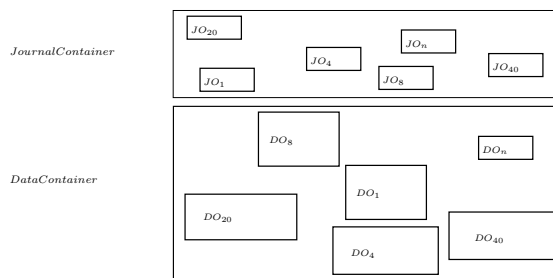 JO₂₀
JOₙ
JournalContainer
JO₄
JO₄₀
JO₁
JO₈
DO₈
DOₙ
DataContainer
DO₁
DO₂₀
DO₄₀
DO₄